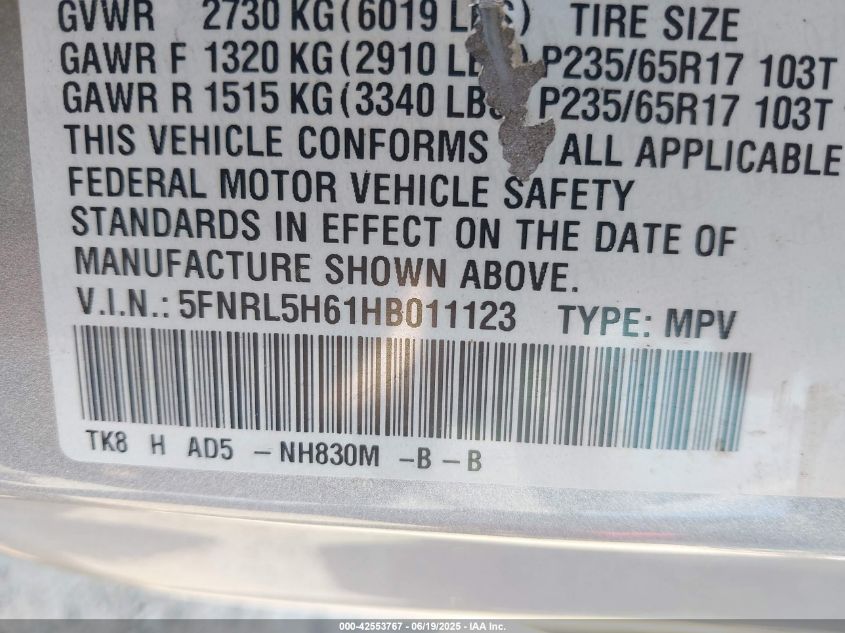 GVWR 2730 KG(6019 LBS) TIRE SIZE
GAWR F 1320 KG(2910 LB ) P235/65R17 103T
GAWR R 1515 KG(3340 LBS P235/65R17 103T
THIS VEHICLE CONFORMS ALL APPLICABLE
FEDERAL MOTOR VEHICLE SAFETY
STANDARDS IN EFFECT ON THE DATE OF
MANUFACTURE SHOWN ABOVE.
V.I.N.: 5FNRL5H61HB011123 TYPE: MPV
TK8 H AD5 -NH830M -B-B
000-42553767 - 06/19/2025 - IAA Inc.